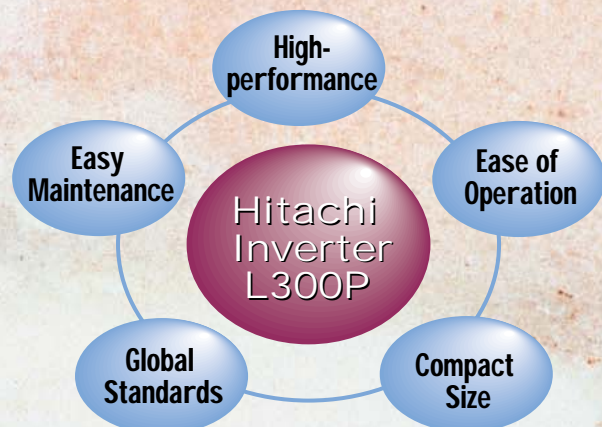 High-
performance
Easy
Maintenance
Ease of
Operation
Hitachi
Inverter
L300P
Global
Standards
Compact
Size